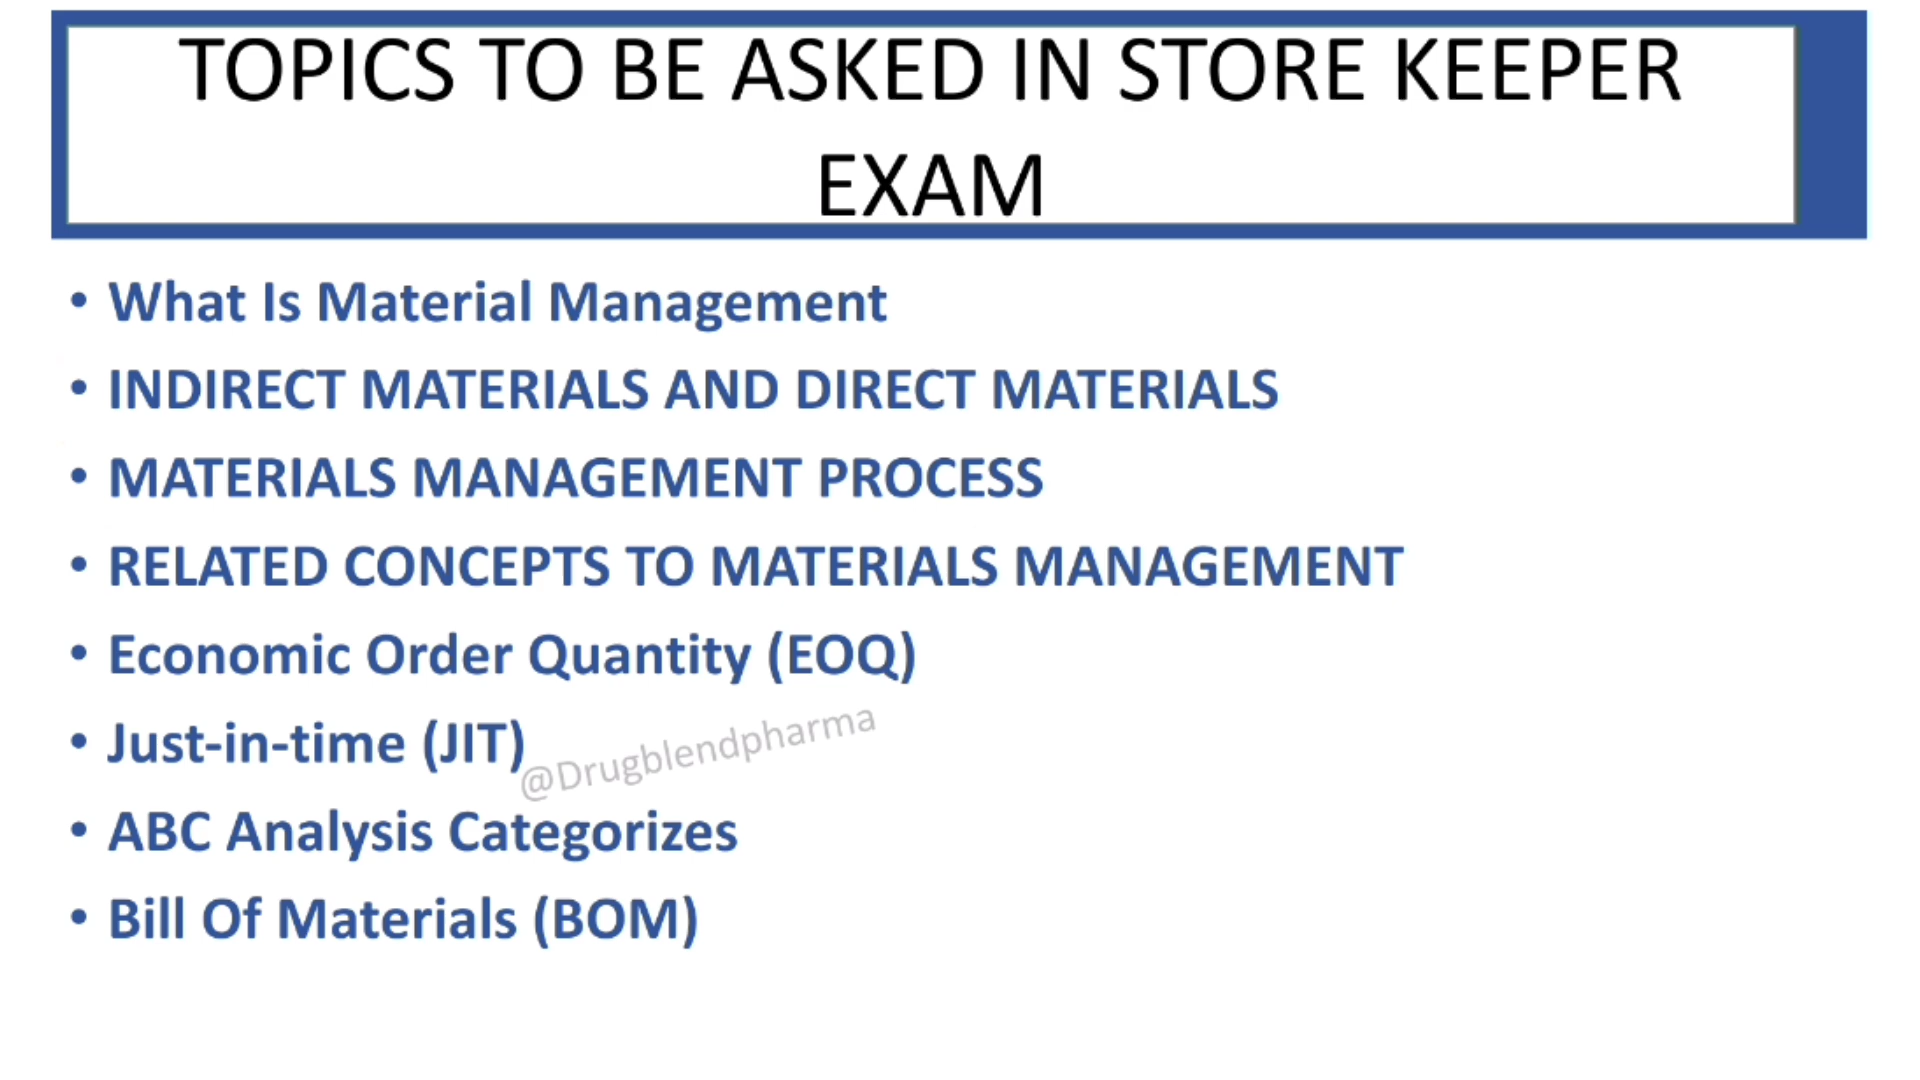 TOPICS TO BE ASKED IN STORE KEEPER
EXAM
• What Is Material Management
• INDIRECT MATERIALS AND DIRECT MATERIALS
• MATERIALS MANAGEMENT PROCESS
• RELATED CONCEPTS TO MATERIALS MANAGEMENT
• Economic Order Quantity (EOQ)
• Just-in-time (JIT)
@Drugblendpharma
• ABC Analysis Categorizes
• Bill Of Materials (BOM)